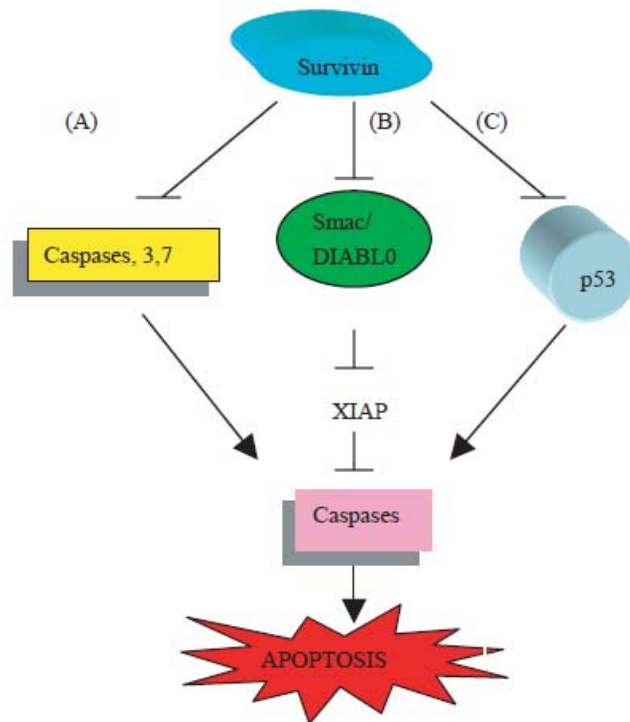 Survivin
(A)
(B)
(C)
Caspases, 3,7
Smac/
DIABL0
p53
XIAP
Caspases
APOPTOSIS